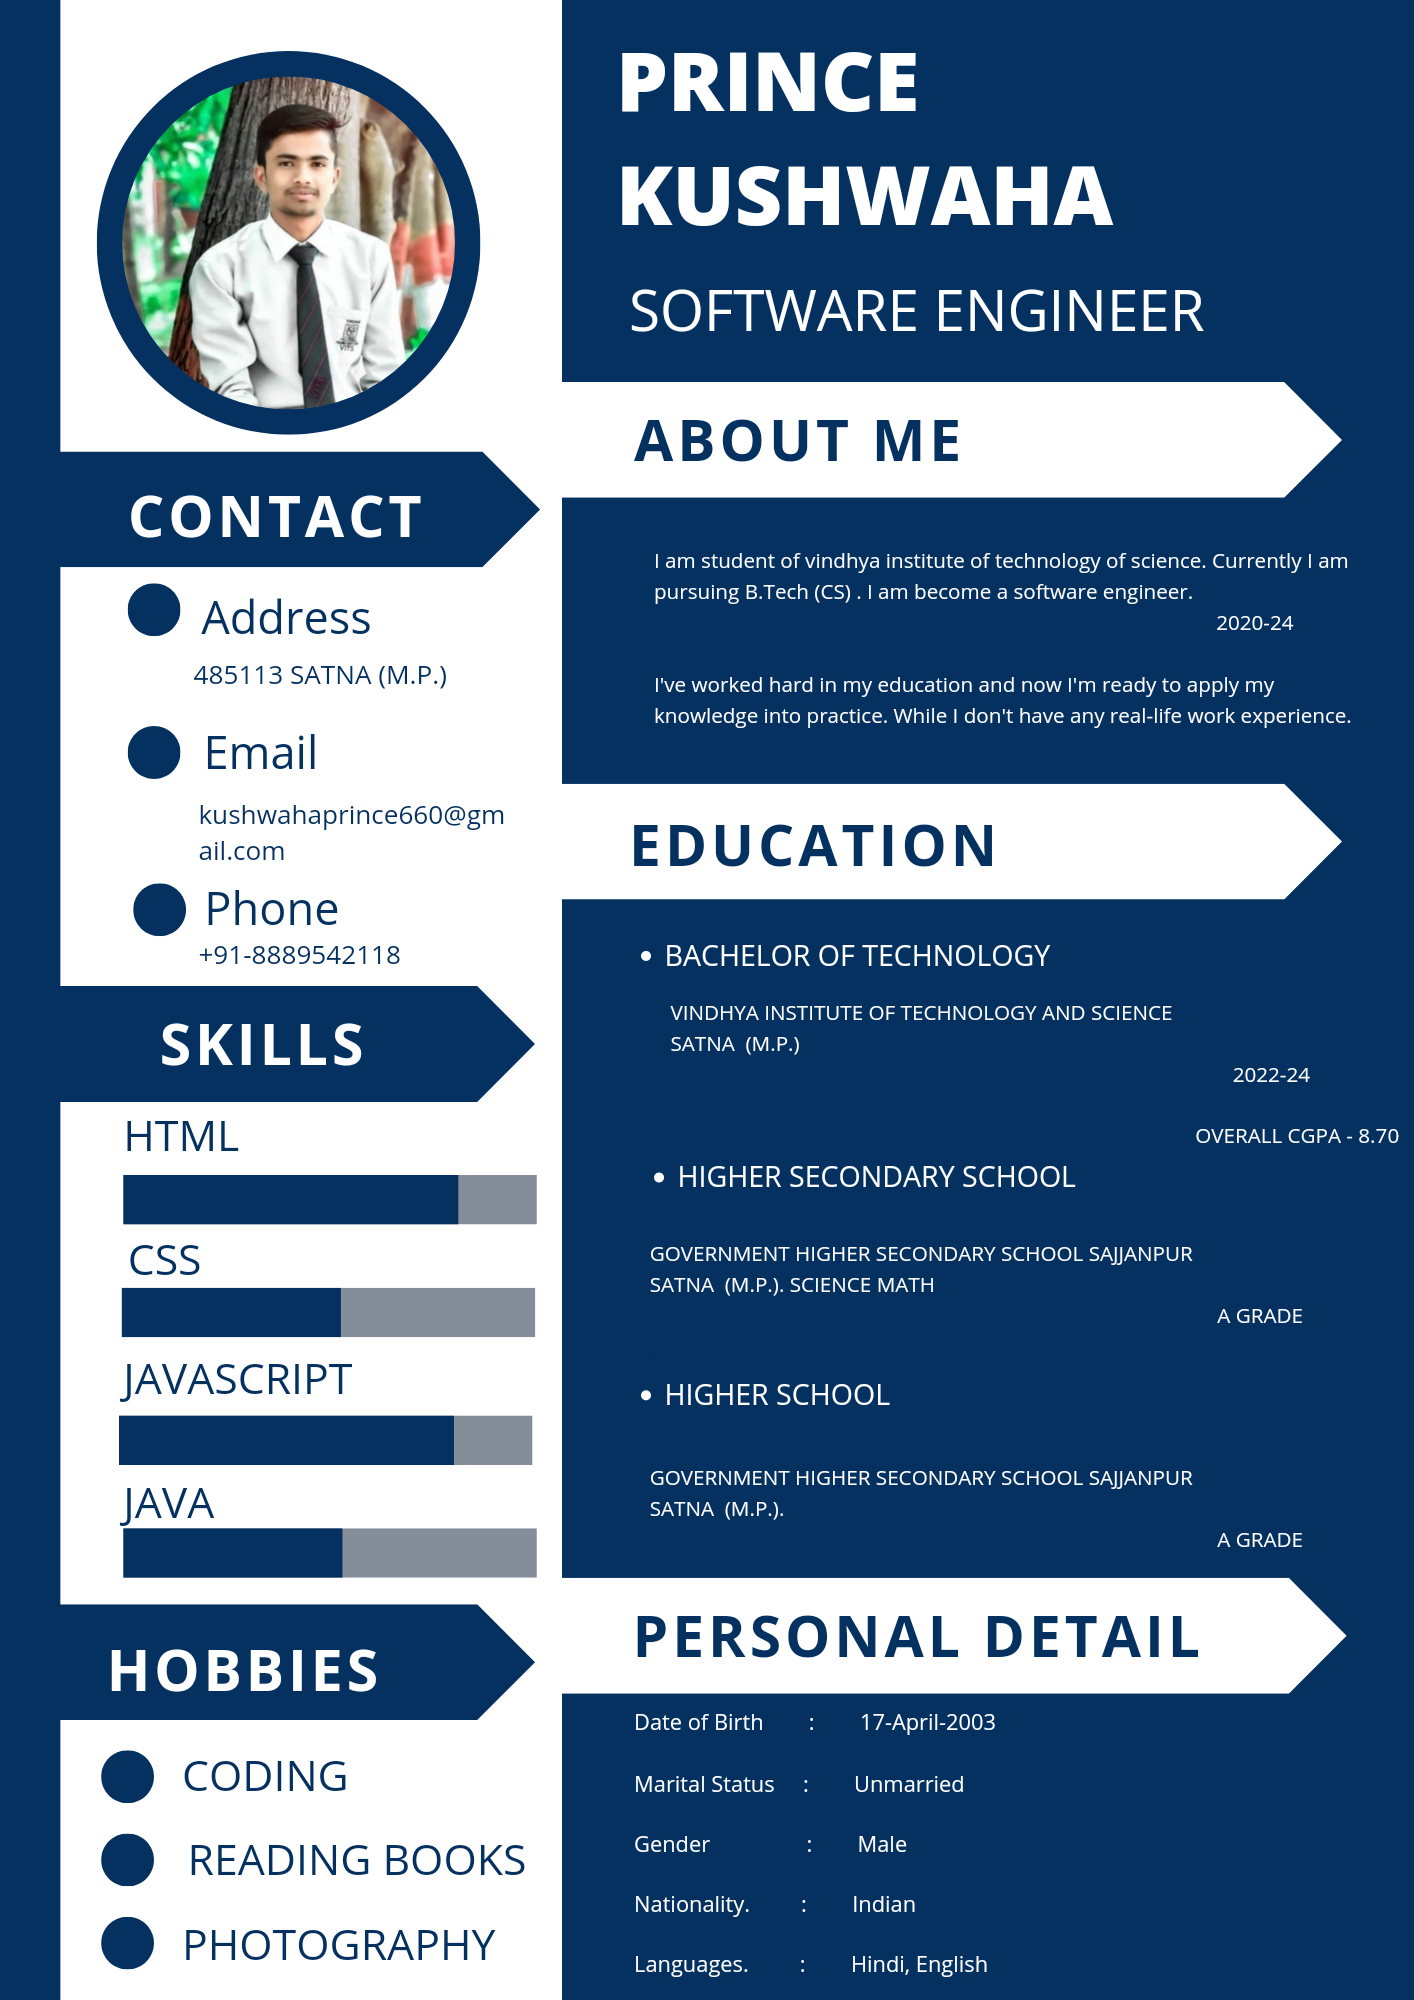 PRINCE
KUSHWAHA
SOFTWARE ENGINEER
VITS
CONTACT
Address
485113 SATNA (M.P.)
Email
kushwahaprince660@gm
ail.com
Phone
+91-8889542118
SKILLS
HTML
CSS
JAVASCRIPT
JAVA
HOBBIES
CODING
READING BOOKS
PHOTOGRAPHY
ABOUT ME
I am student of vindhya institute of technology of science. Currently I am
pursuing B.Tech (CS) . I am become a software engineer.
2020-24
I've worked hard in my education and now I'm ready to apply my
knowledge into practice. While I don't have any real-life work experience.
EDUCATION
• BACHELOR OF TECHNOLOGY
VINDHYA INSTITUTE OF TECHNOLOGY AND SCIENCE
SATNA (M.P.)
2022-24
OVERALL CGPA - 8.70
• HIGHER SECONDARY SCHOOL
GOVERNMENT HIGHER SECONDARY SCHOOL SAJJANPUR
SATNA (M.P.). SCIENCE MATH
A GRADE
• HIGHER SCHOOL
GOVERNMENT HIGHER SECONDARY SCHOOL SAJJANPUR
SATNA (M.P.).
A GRADE
PERSONAL DETAIL
Date of Birth : 17-April-2003
Marital Status : Unmarried
Gender : Male
Nationality. : Indian
Languages. : Hindi, English